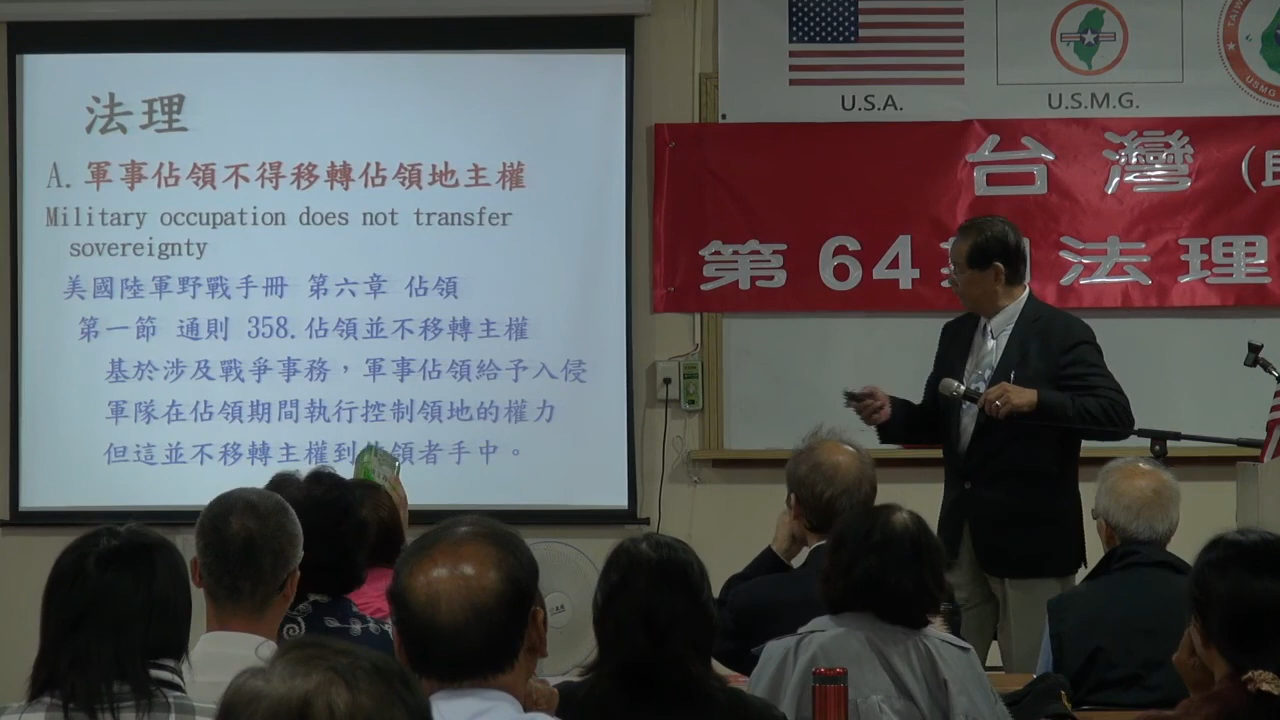 法理
A. 軍事佔領不得移轉佔領地主權
Military occupation does not transfer
sovereignty
美國陸軍野戰手冊 第六章 佔領
第一節 通則 358. 佔領並不移轉主權
基於涉及戰爭事務，軍事佔領給予入侵
軍隊在佔領期間執行控制領地的權力
但這並不移轉主權到佔領者手中。
U.S.A.
U.S.M.G.
台灣
第64期法理